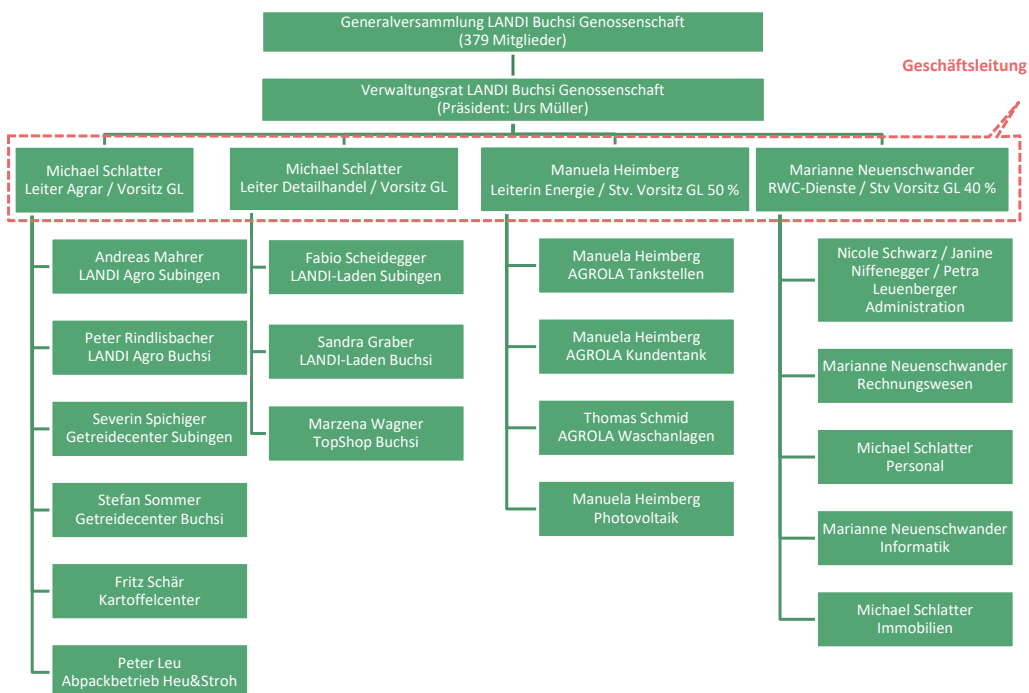 Generalversammlung LANDI Buchsi Genossenschaft
(379 Mitglieder)
Geschäftsleitung
Verwaltungsrat LANDI Buchsi Genossenschaft
(Präsident: Urs Müller)
Michael Schlatter
Leiter Agrar / Vorsitz GL
Michael Schlatter
Leiter Detailhandel / Vorsitz GL
Manuela Heimberg
Leiterin Energie / Stv. Vorsitz GL 50 %
Marianne Neuenschwander
RWC-Dienste / Stv Vorsitz GL 40 %
Andreas Mahrer
LANDI Agro Subingen
Peter Rindlisbacher
LANDI Agro Buchsi
Severin Spichiger
Getreidecenter Subingen
Stefan Sommer
Getreidecenter Buchsi
Fritz Schär
Kartoffelcenter
Peter Leu
Abpackbetrieb Heu&Stroh
Fabio Scheidegger
LANDI-Laden Subingen
Sandra Graber
LANDI-Laden Buchsi
Marzena Wagner
TopShop Buchsi
Manuela Heimberg
AGROLA Tankstellen
Manuela Heimberg
AGROLA Kundentank
Thomas Schmid
AGROLA Waschanlagen
Manuela Heimberg
Photovoltaik
Nicole Schwarz / Janine
Niffenegger / Petra
Leuenberger
Administration
Marianne Neuenschwander
Rechnungswesen
Michael Schlatter
Personal
Marianne Neuenschwander
Informatik
Michael Schlatter
Immobilien